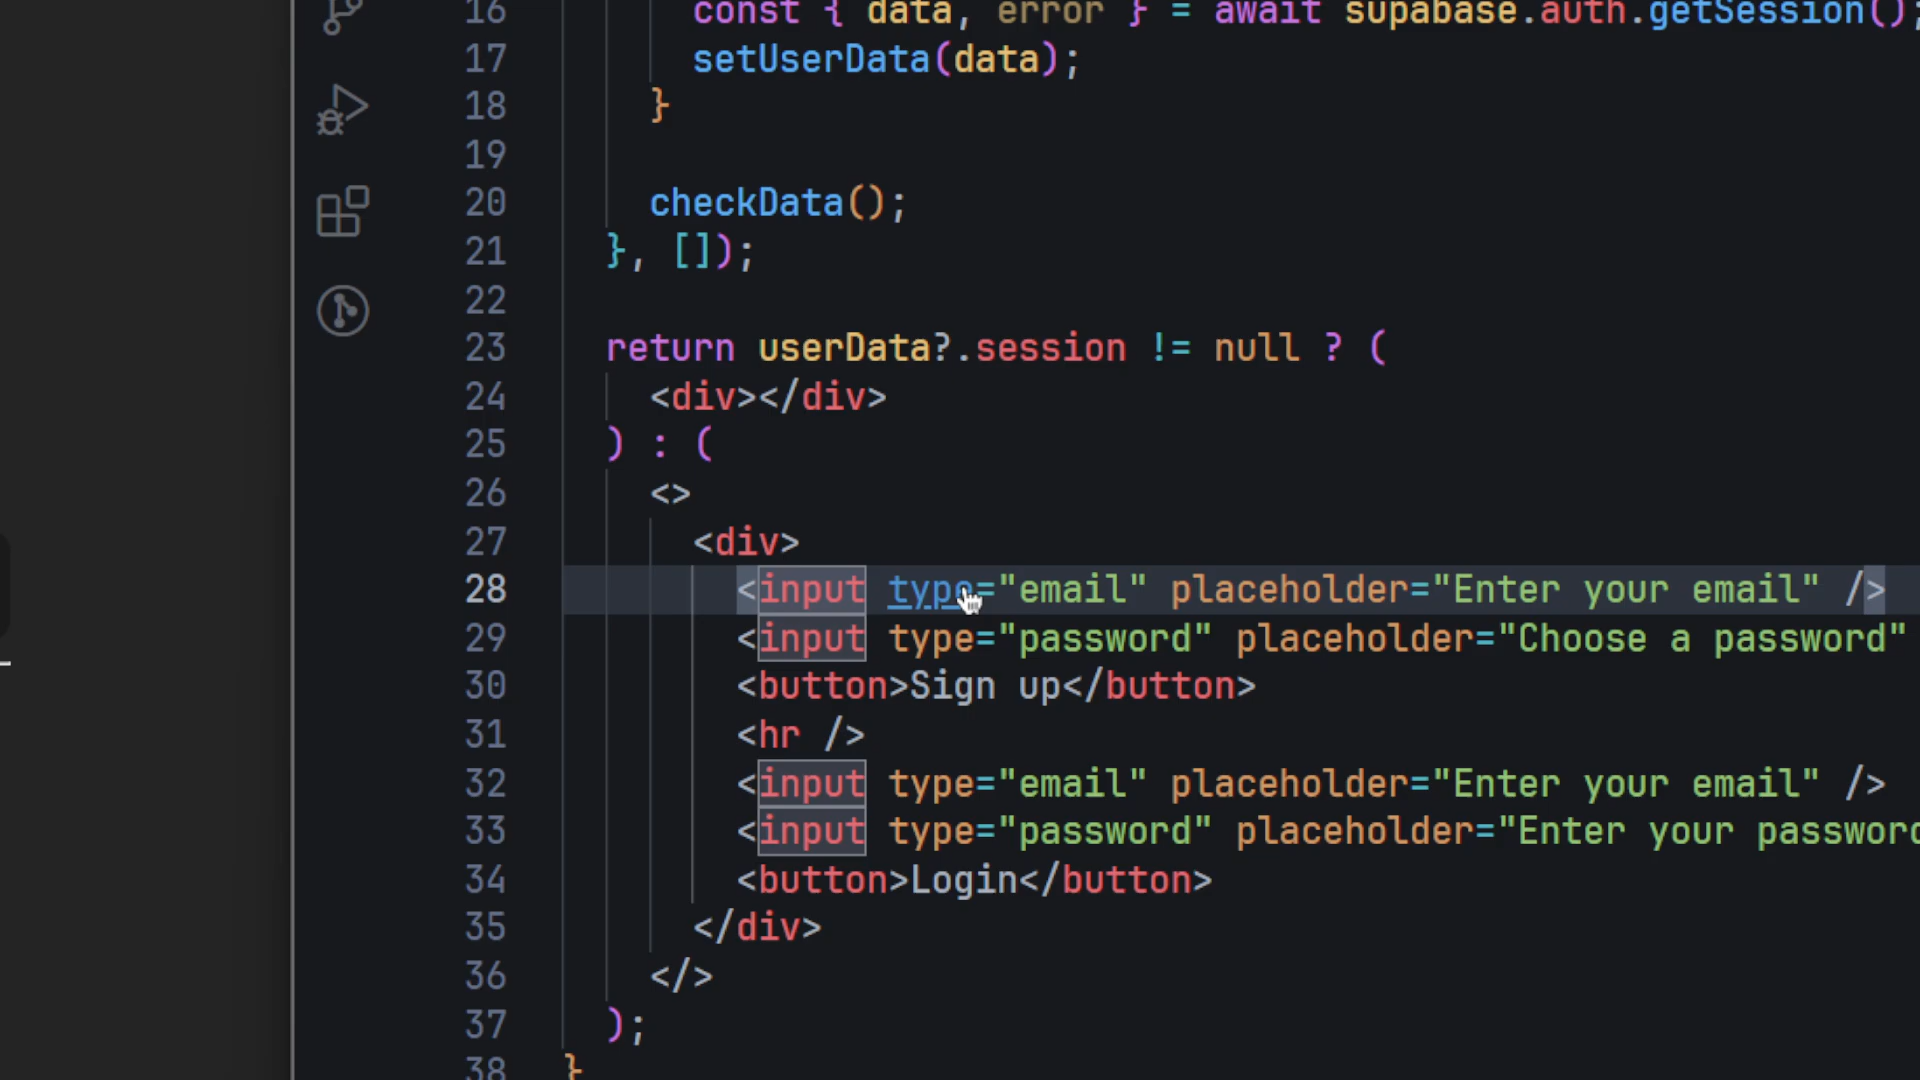 16 const { data, error } = await supabase.auth.getSession();
17 setUserData(data);
18 }
19
20 checkData();
21 }, []);
22
23 return userData?.session != null ? (
24 <div></div>
25 ) : (
26 <>
27 <div>
28 <input type="email" placeholder="Enter your email" />
29 <input type="password" placeholder="Choose a password"
30 <button>Sign up</button>
31 <hr />
32 <input type="email" placeholder="Enter your email" />
33 <input type="password" placeholder="Enter your password
34 <button>Login</button>
35 </div>
36 </>
37 );
38 }